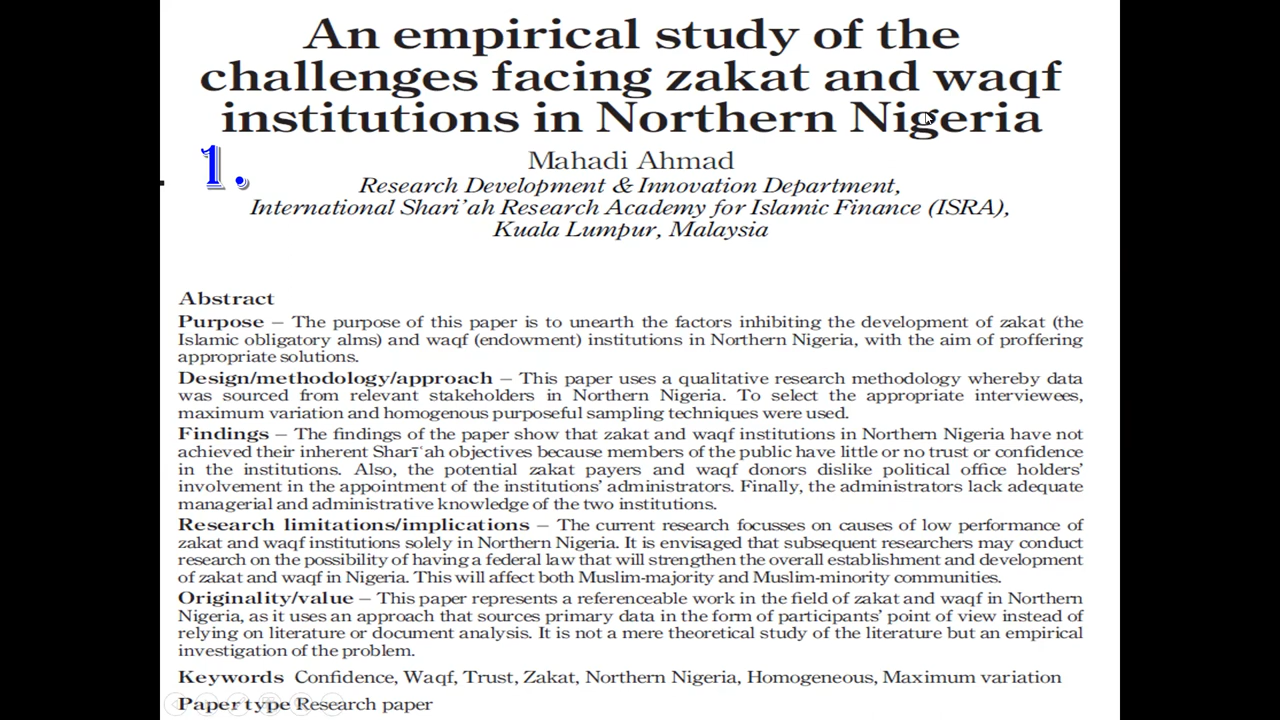 An empirical study of the
challenges facing zakat and waqf
institutions in Northern Nigeria
1.
Mahadi Ahmad
Research Development & Innovation Department,
International Shari'ah Research Academy for Islamic Finance (ISRA),
Kuala Lumpur, Malaysia
Abstract
Purpose – The purpose of this paper is to unearth the factors inhibiting the development of zakat (the
Islamic obligatory alms) and waqf (endowment) institutions in Northern Nigeria, with the aim of proffering
appropriate solutions.
Design/methodology/approach – This paper uses a qualitative research methodology whereby data
was sourced from relevant stakeholders in Northern Nigeria. To select the appropriate interviewees,
maximum variation and homogenous purposeful sampling techniques were used.
Findings – The findings of the paper show that zakat and waqf institutions in Northern Nigeria have not
achieved their inherent Sharīʿah objectives because members of the public have little or no trust or confidence
in the institutions. Also, the potential zakat payers and waqf donors dislike political office holders'
involvement in the appointment of the institutions' administrators. Finally, the administrators lack adequate
managerial and administrative knowledge of the two institutions.
Research limitations/implications – The current research focusses on causes of low performance of
zakat and waqf institutions solely in Northern Nigeria. It is envisaged that subsequent researchers may conduct
research on the possibility of having a federal law that will strengthen the overall establishment and development
of zakat and waqf in Nigeria. This will affect both Muslim-majority and Muslim-minority communities.
Originality/value – This paper represents a referenceable work in the field of zakat and waqf in Northern
Nigeria, as it uses an approach that sources primary data in the form of participants' point of view instead of
relying on literature or document analysis. It is not a mere theoretical study of the literature but an empirical
investigation of the problem.
Keywords Confidence, Waqf, Trust, Zakat, Northern Nigeria, Homogeneous, Maximum variation
Paper type Research paper